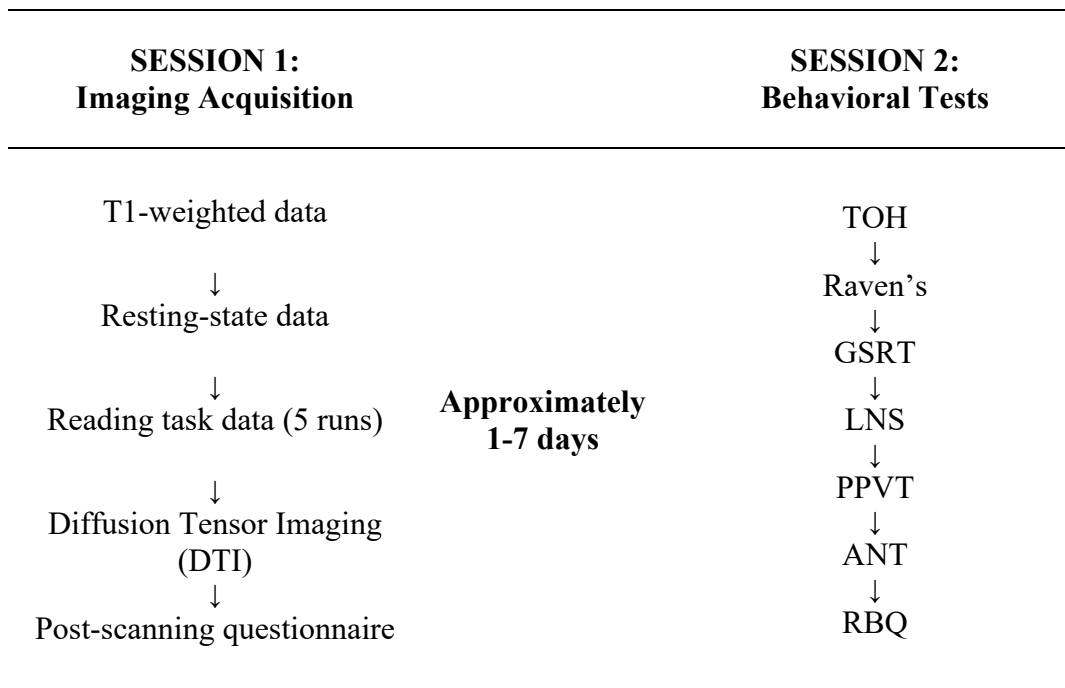 SESSION 1:
Imaging Acquisition
SESSION 2:
Behavioral Tests
T1-weighted data
↓
Resting-state data
↓
Reading task data (5 runs)
↓
Diffusion Tensor Imaging
(DTI)
↓
Post-scanning questionnaire
Approximately
1-7 days
TOH
↓
Raven’s
↓
GSRT
↓
LNS
↓
PPVT
↓
ANT
↓
RBQ